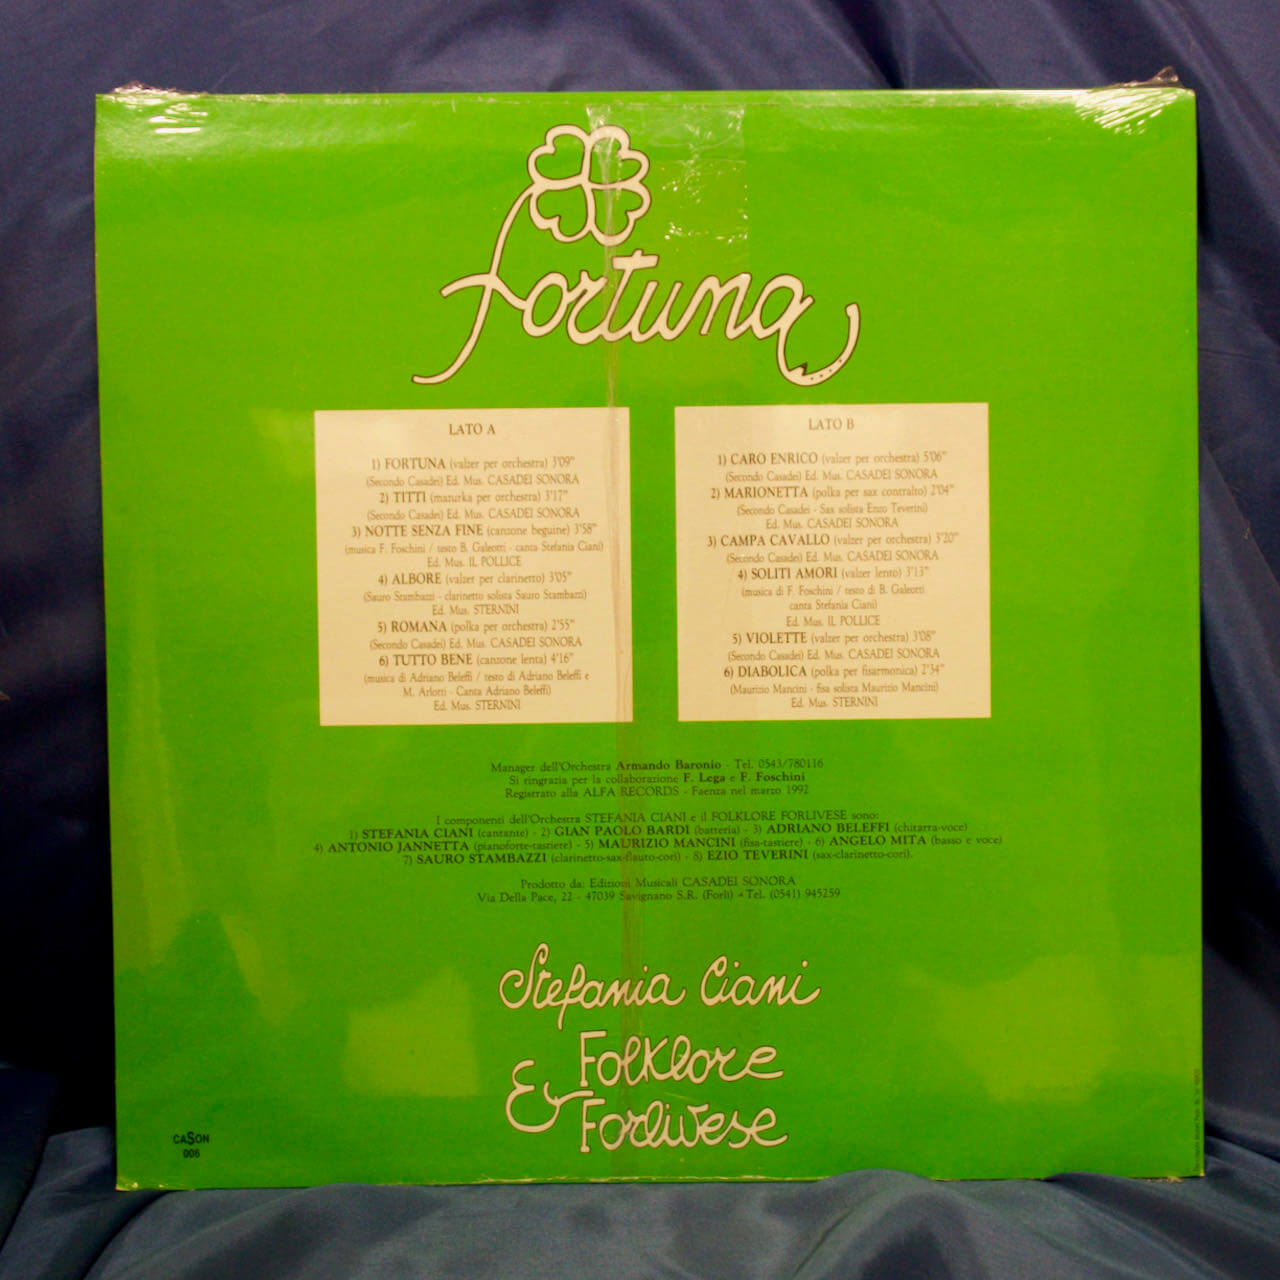 fortuna
LATO A
1) FORTUNA (valzer per orchestra) 3'09"
(Secondo Casadei) Ed. Mus. CASADEI SONORA
2) TITTI (mazurka per orchestra) 3'17"
(Secondo Casadei) Ed. Mus. CASADEI SONORA
3) NOTTE SENZA FINE (canzone beguine) 3'58"
(musica F. Foschini / testo B. Galeotti - canta Stefania Ciani)
Ed. Mus. IL POLLICE
4) ALBORE (valzer per clarinetto) 3'05"
(Sauro Stambazzi - clarinetto solista Sauro Stambazzi)
Ed. Mus. STERNINI
5) ROMANA (polka per orchestra) 2'55"
(Secondo Casadei) Ed. Mus. CASADEI SONORA
6) TUTTO BENE (canzone lenta) 4'16"
(musica di Adriano Beleffi / testo di Adriano Beleffi e
M. Arlotti - Canta Adriano Beleffi)
Ed. Mus. STERNINI
LATO B
1) CARO ENRICO (valzer per orchestra) 5'06"
(Secondo Casadei) Ed. Mus. CASADEI SONORA
2) MARIONETTA (polka per sax contralto) 2'04"
(Secondo Casadei - Sax solista Enzo Teverini)
Ed. Mus. CASADEI SONORA
3) CAMPA CAVALLO (valzer per orchestra) 3'20"
(Secondo Casadei) Ed. Mus. CASADEI SONORA
4) SOLITI AMORI (valzer lento) 3'13"
(musica di F. Foschini / testo di B. Galeotti
canta Stefania Ciani)
Ed. Mus. IL POLLICE
5) VIOLETTE (valzer per orchestra) 3'08"
(Secondo Casadei) Ed. Mus. CASADEI SONORA
6) DIABOLICA (polka per fisarmonica) 2'34"
(Maurizio Mancini - fisa solista Maurizio Mancini)
Ed. Mus. STERNINI
Manager dell'Orchestra Armando Baronio - Tel. 0543/780116
Si ringrazia per la collaborazione F. Lega e F. Foschini
Registrato alla ALFA RECORDS - Faenza nel marzo 1992
I componenti dell'Orchestra STEFANIA CIANI e il FOLKLORE FORLIVESE sono:
1) STEFANIA CIANI (cantante) - 2) GIAN PAOLO BARDI (batteria) - 3) ADRIANO BELEFFI (chitarra-voce)
4) ANTONIO JANNETTA (pianoforte-tastiere) - 5) MAURIZIO MANCINI (fisa-tastiere) - 6) ANGELO MITA (basso e voce)
7) SAURO STAMBAZZI (clarinetto-sax-flauto-cori) - 8) EZIO TEVERINI (sax-clarinetto-cori).
Prodotto da: Edizioni Musicali CASADEI SONORA
Via Della Pace, 22 - 47039 Savignano S.R. (Forlì) - Tel. (0541) 945259
Stefania Ciani
& Folklore
Forlivese
CASON
006